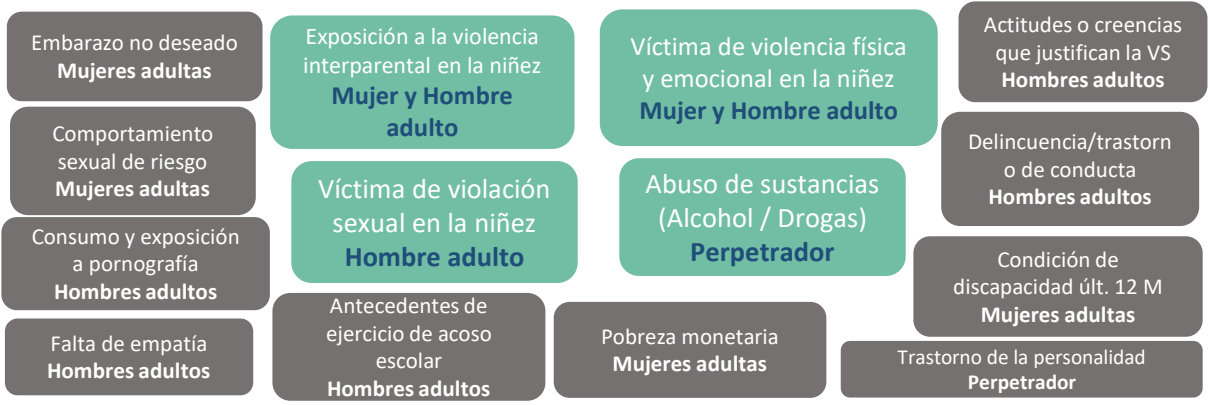 Embarazo no deseado
Mujeres adultas
Exposición a la violencia
interparental en la niñez
Mujer y Hombre
adulto
Víctima de violencia física
y emocional en la niñez
Mujer y Hombre adulto
Actitudes o creencias
que justifican la VS
Hombres adultos
Comportamiento
sexual de riesgo
Mujeres adultas
Víctima de violación
sexual en la niñez
Hombre adulto
Abuso de sustancias
(Alcohol / Drogas)
Perpetrador
Delincuencia/trastorn
o de conducta
Hombres adultos
Consumo y exposición
a pornografía
Hombres adultos
Condición de
discapacidad últ. 12 M
Mujeres adultas
Falta de empatía
Hombres adultos
Antecedentes de
ejercicio de acoso
escolar
Hombres adultos
Pobreza monetaria
Mujeres adultas
Trastorno de la personalidad
Perpetrador